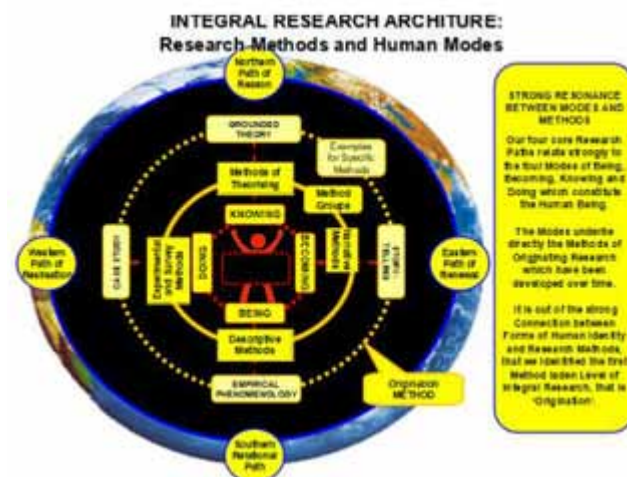 INTEGRAL RESEARCH ARCHITURE:
Research Methods and Human Modes
Northern
Path of
Reason
GROUNDED
THEORY
Examples
for Specific
Methods
Methods of
Theorising
Method
Groups
KNOWING
Western
Path of
CASE STUDY
Experimental
and Survey
Methods
DOING
BECOMING
Narrative
Methods
STORY
TELLING
Eastern
Path of
Renewal
BEING
Descriptive
Methods
EMPIRICAL
PHENOMENOLOGY
Origination
METHOD
Southern
Relational
Path
STRONG RESONANCE
BETWEEN MODES AND
METHODS
Our four core Research
Paths relate strongly to
the four Modes of Being,
Becoming, Knowing and
Doing which constitute
the Human Being.
The Modes underlie
directly the Methods of
Originating Research
which have been
developed over time.
It is out of the strong
Connection between
Forms of Human Identity
and Research Methods,
that we identified the first
Method laden Level of
Integral Research, that is
'Origination'.